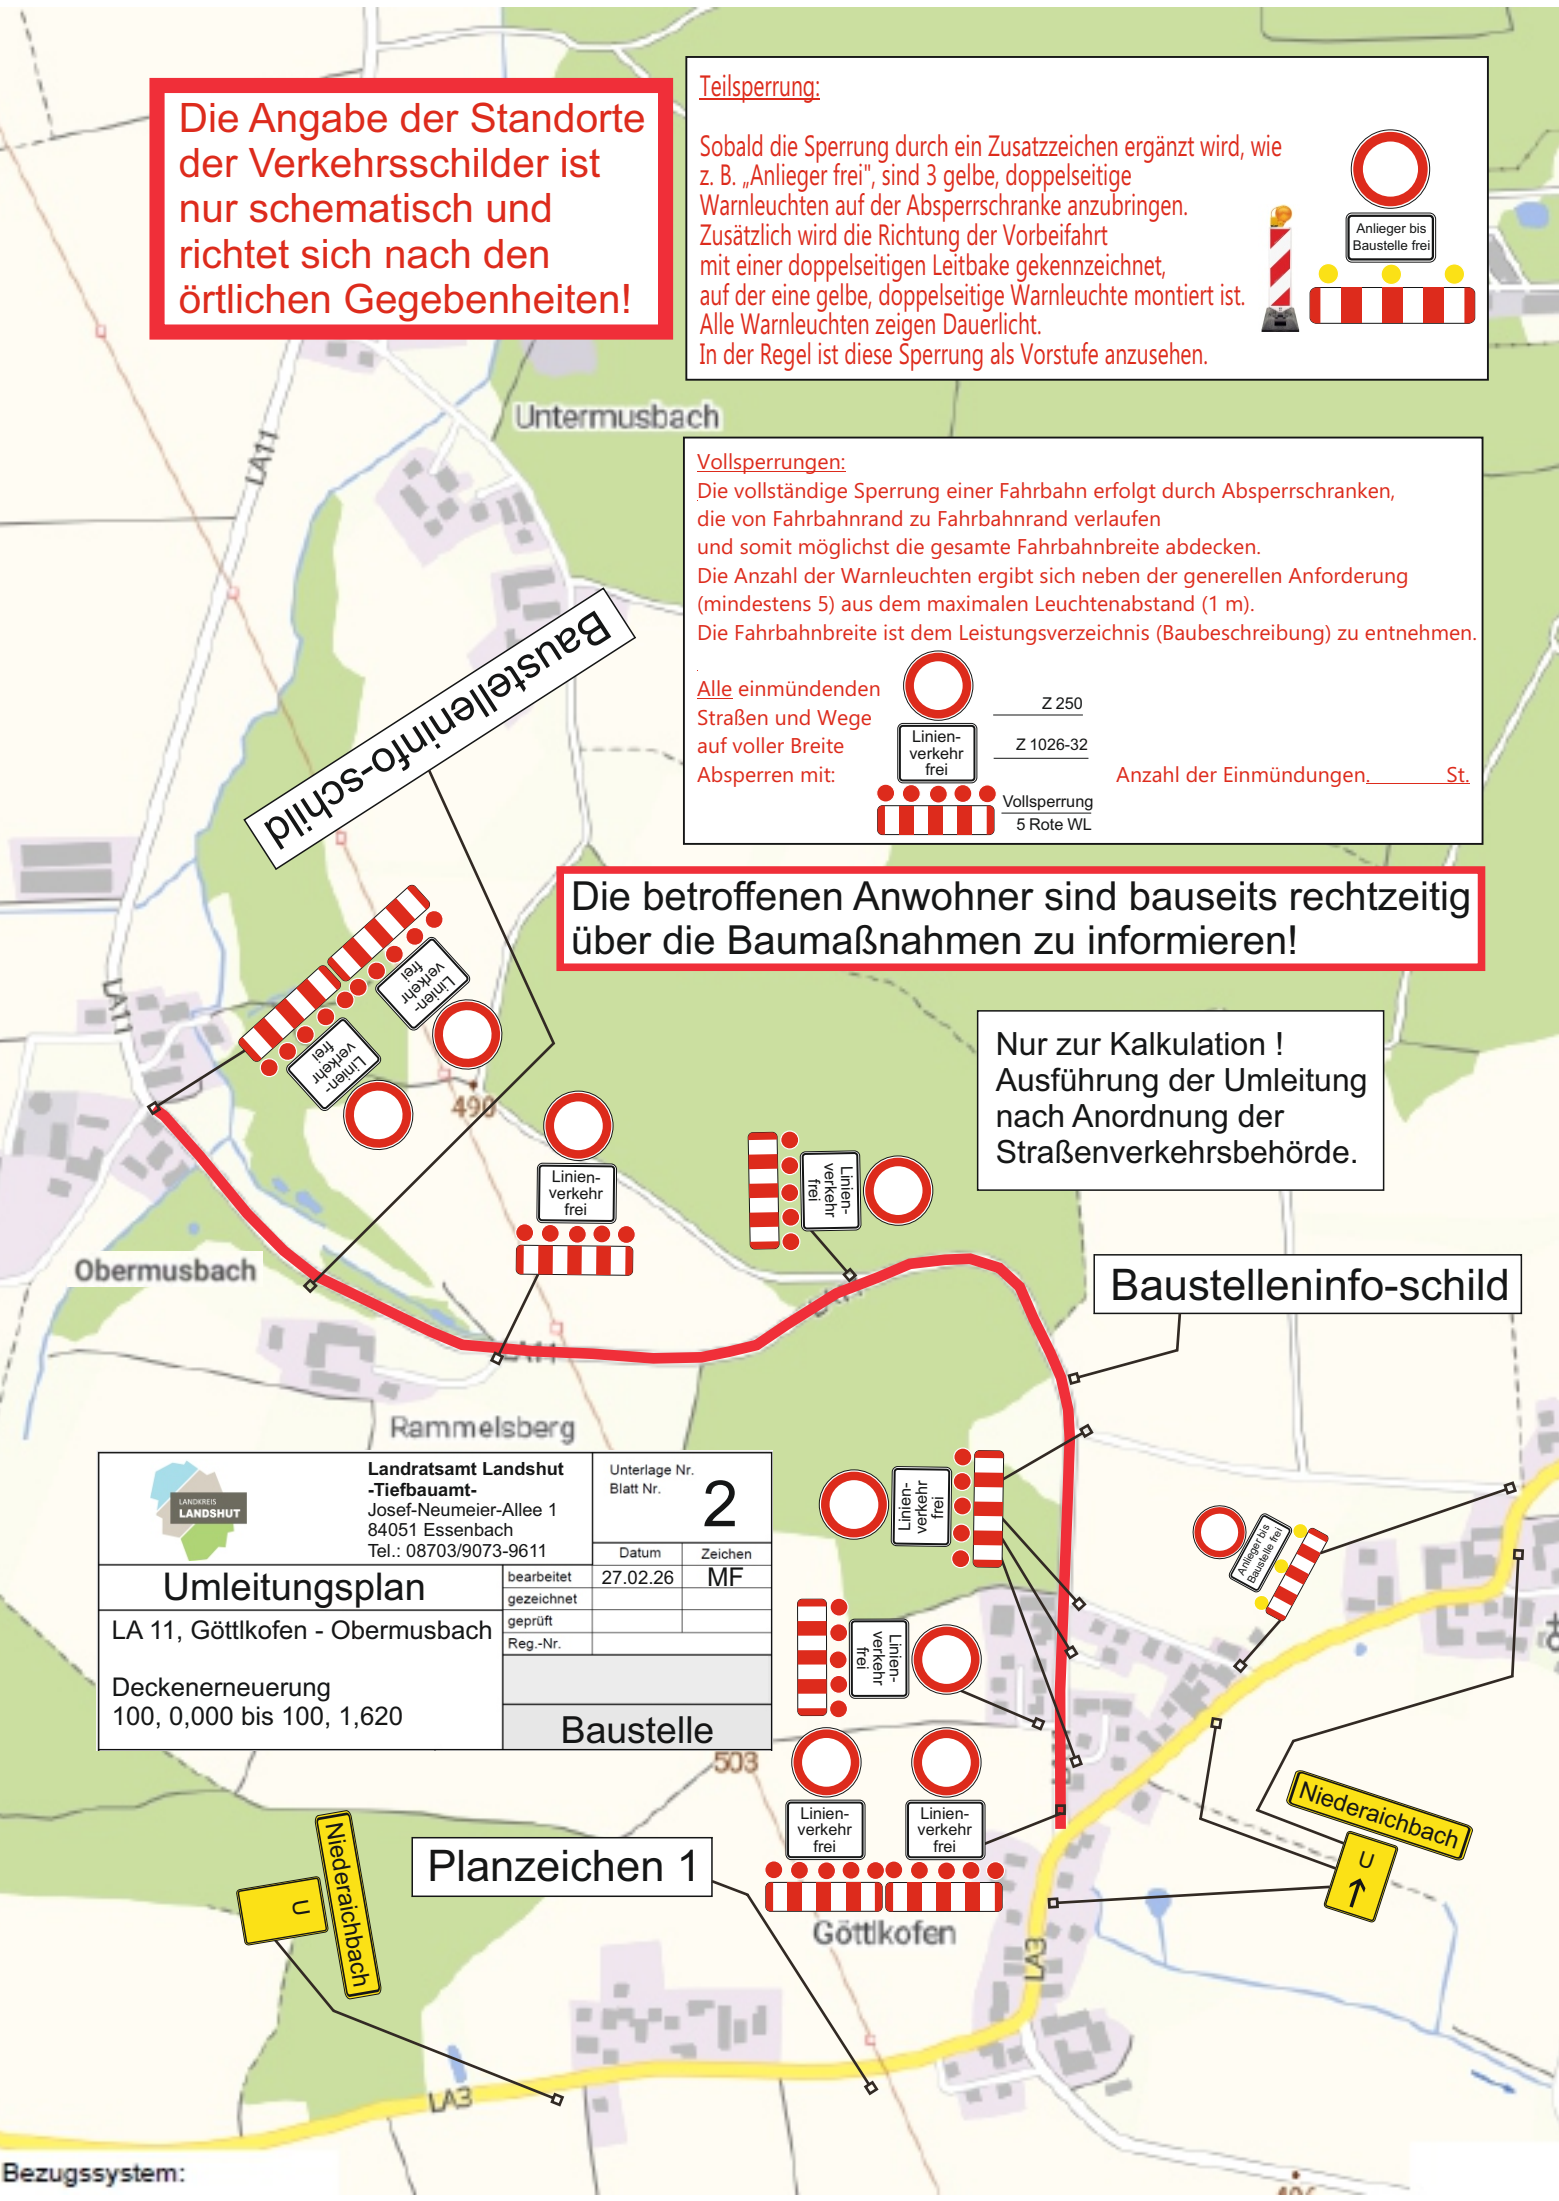 Die Angabe der Standorte
der Verkehrsschilder ist
nur schematisch und
richtet sich nach den
örtlichen Gegebenheiten!
Teilsperrung:
Sobald die Sperrung durch ein Zusatzzeichen ergänzt wird, wie
z. B. „Anlieger frei", sind 3 gelbe, doppelseitige
Warnleuchten auf der Absperrschranke anzubringen.
Zusätzlich wird die Richtung der Vorbeifahrt
mit einer doppelseitigen Leitbake gekennzeichnet,
auf der eine gelbe, doppelseitige Warnleuchte montiert ist.
Alle Warnleuchten zeigen Dauerlicht.
In der Regel ist diese Sperrung als Vorstufe anzusehen.
Anlieger bis
Baustelle frei
Untermusbach
LA11
Vollsperrungen:
Die vollständige Sperrung einer Fahrbahn erfolgt durch Absperrschranken,
die von Fahrbahnrand zu Fahrbahnrand verlaufen
und somit möglichst die gesamte Fahrbahnbreite abdecken.
Die Anzahl der Warnleuchten ergibt sich neben der generellen Anforderung
(mindestens 5) aus dem maximalen Leuchtenabstand (1 m).
Die Fahrbahnbreite ist dem Leistungsverzeichnis (Baubeschreibung) zu entnehmen.
.
Alle einmündenden
Straßen und Wege
auf voller Breite
Absperren mit:
Linien-
verkehr
frei
Z 250
Z 1026-32
Vollsperrung
5 Rote WL
Anzahl der Einmündungen. St.
Baustelleninfo-schild
Die betroffenen Anwohner sind bauseits rechtzeitig
über die Baumaßnahmen zu informieren!
LA11
Linien-
verkehr
frei
Linien-
verkehr
frei
490
Nur zur Kalkulation !
Ausführung der Umleitung
nach Anordnung der
Straßenverkehrsbehörde.
Linien-
verkehr
frei
Linien-
verkehr
frei
Obermusbach
Baustelleninfo-schild
LA11
Rammelsberg
LANDKREIS
LANDSHUT
Landratsamt Landshut
-Tiefbauamt-
Josef-Neumeier-Allee 1
84051 Essenbach
Tel.: 08703/9073-9611
Unterlage Nr.
Blatt Nr.
2
Datum Zeichen
Umleitungsplan
bearbeitet 27.02.26 MF
gezeichnet
geprüft
Reg.-Nr.
LA 11, Göttlkofen - Obermusbach
Deckenerneuerung
100, 0,000 bis 100, 1,620
Baustelle
Linien-
verkehr
frei
Anlieger bis
Baustelle frei
Linien-
verkehr
frei
503
Linien-
verkehr
frei
Linien-
verkehr
frei
Niederaichbach
U
Niederaichbach
U
Planzeichen 1
Göttlkofen
LA3
LA3
Bezugssystem: